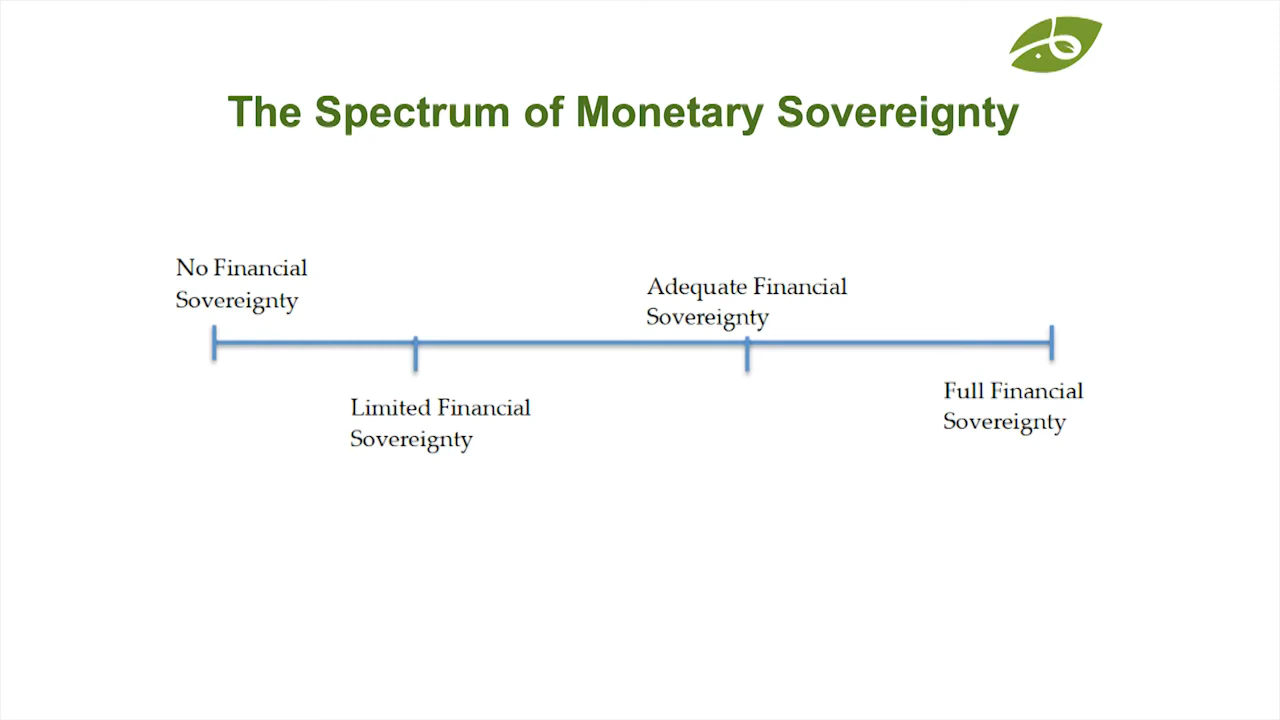 The Spectrum of Monetary Sovereignty
No Financial
Sovereignty
Adequate Financial
Sovereignty
Limited Financial
Sovereignty
Full Financial
Sovereignty